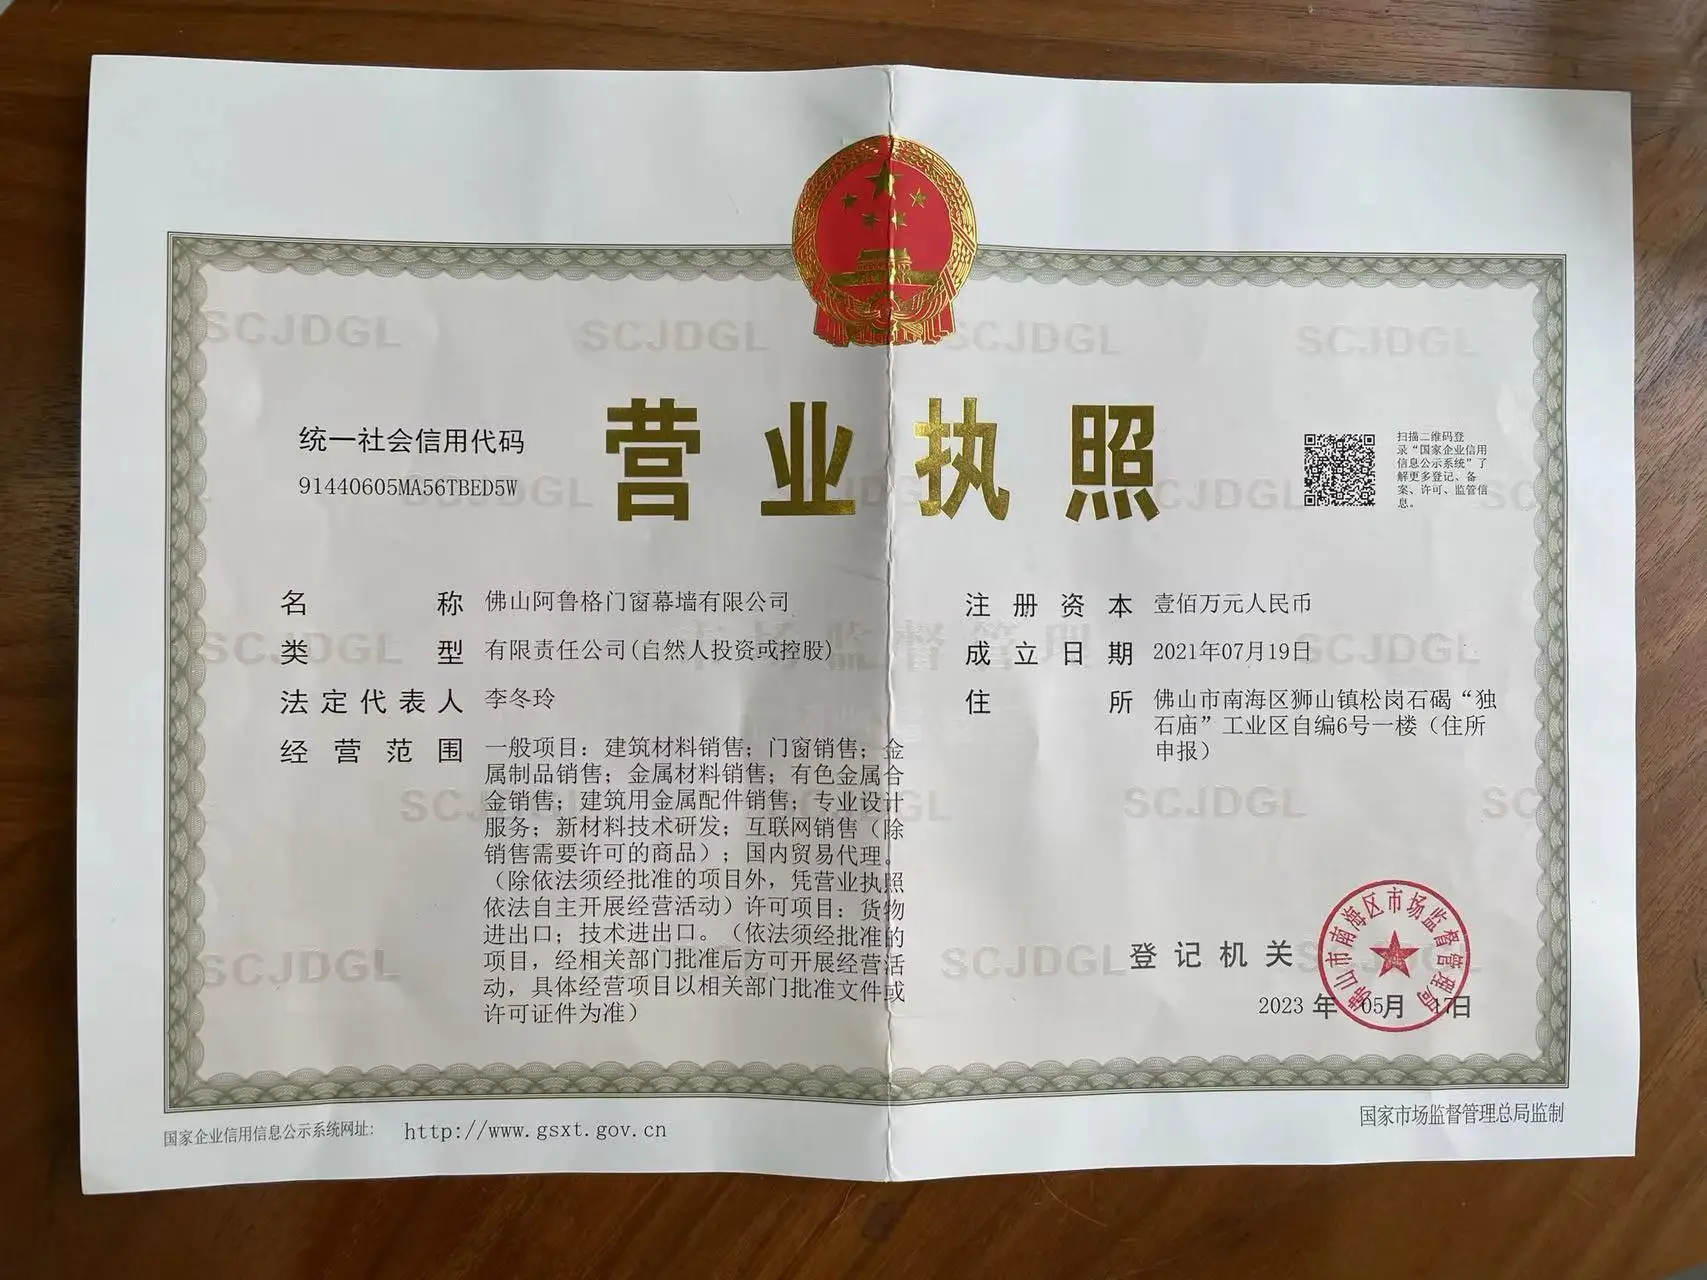 营业执照
统一社会信用代码
91440605MA56TBED5W
扫描二维码登
录“国家企业信用
信息公示系统”了
解更多登记、备
案、许可、监管信
息。
名称 佛山阿鲁格门窗幕墙有限公司
类型 有限责任公司(自然人投资或控股)
法定代表人 李冬玲
经营范围 一般项目：建筑材料销售；门窗销售；金
属制品销售；金属材料销售；有色金属合
金销售；建筑用金属配件销售；专业设计
服务；新材料技术研发；互联网销售（除
销售需要许可的商品）；国内贸易代理。
（除依法须经批准的项目外，凭营业执照
依法自主开展经营活动）许可项目：货物
进出口；技术进出口。（依法须经批准的
项目，经相关部门批准后方可开展经营活
动，具体经营项目以相关部门批准文件或
许可证件为准）
注册资本 壹佰万元人民币
成立日期 2021年07月19日
住所 佛山市南海区狮山镇松岗石碣“独
石庙”工业区自编6号一楼（住所
申报）
登记机关
佛山市南海区市场监督管理局
2023年05月17日
国家企业信用信息公示系统网址： http://www.gsxt.gov.cn
国家市场监督管理总局监制
SCJDGL SCJDGL SCJDGL SCJDGL